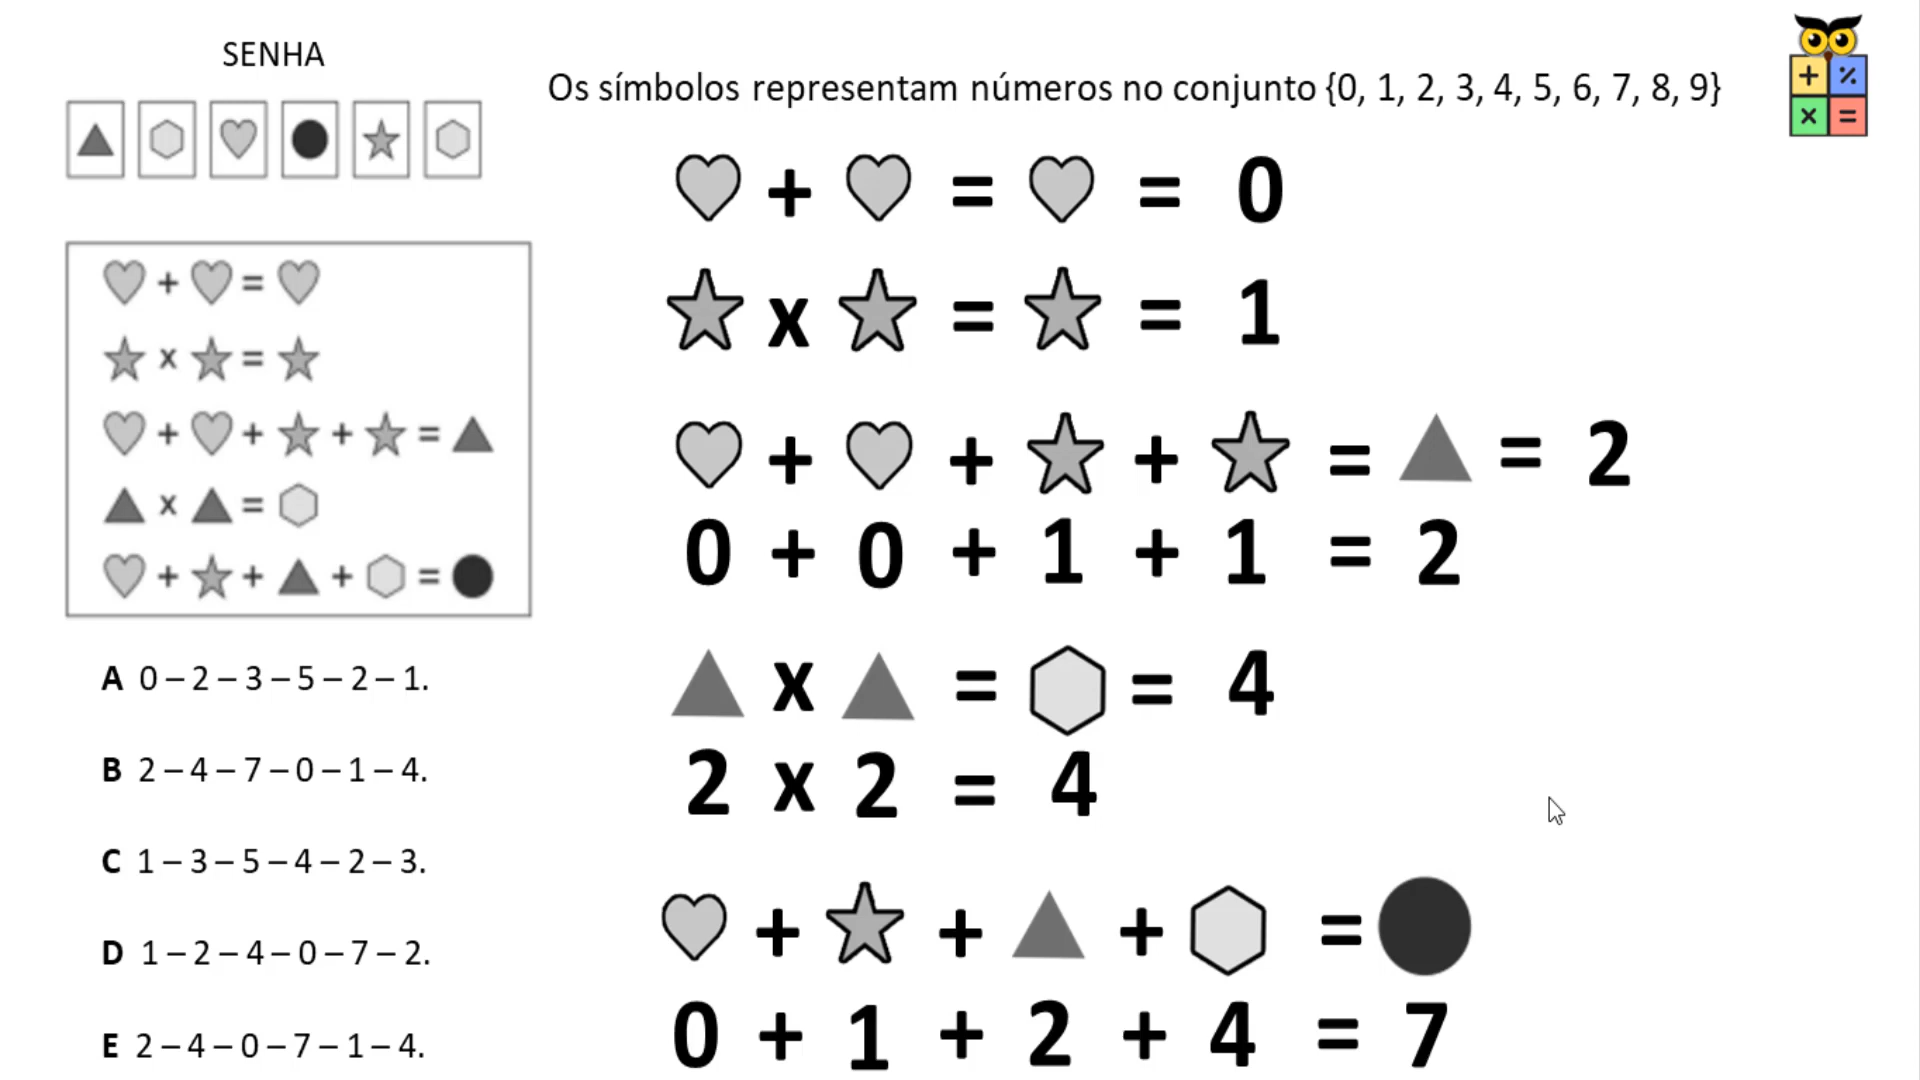 SENHA
Os símbolos representam números no conjunto {0, 1, 2, 3, 4, 5, 6, 7, 8, 9}
+ %
x =
+ = = 0
x = = 1
+ + + = = 2
0 + 0 + 1 + 1 = 2
x = = 4
2 x 2 = 4
+ + + =
0 + 1 + 2 + 4 = 7
+ =
x =
+ + + =
x =
+ + + =
A 0 – 2 – 3 – 5 – 2 – 1.
B 2 – 4 – 7 – 0 – 1 – 4.
C 1 – 3 – 5 – 4 – 2 – 3.
D 1 – 2 – 4 – 0 – 7 – 2.
E 2 – 4 – 0 – 7 – 1 – 4.